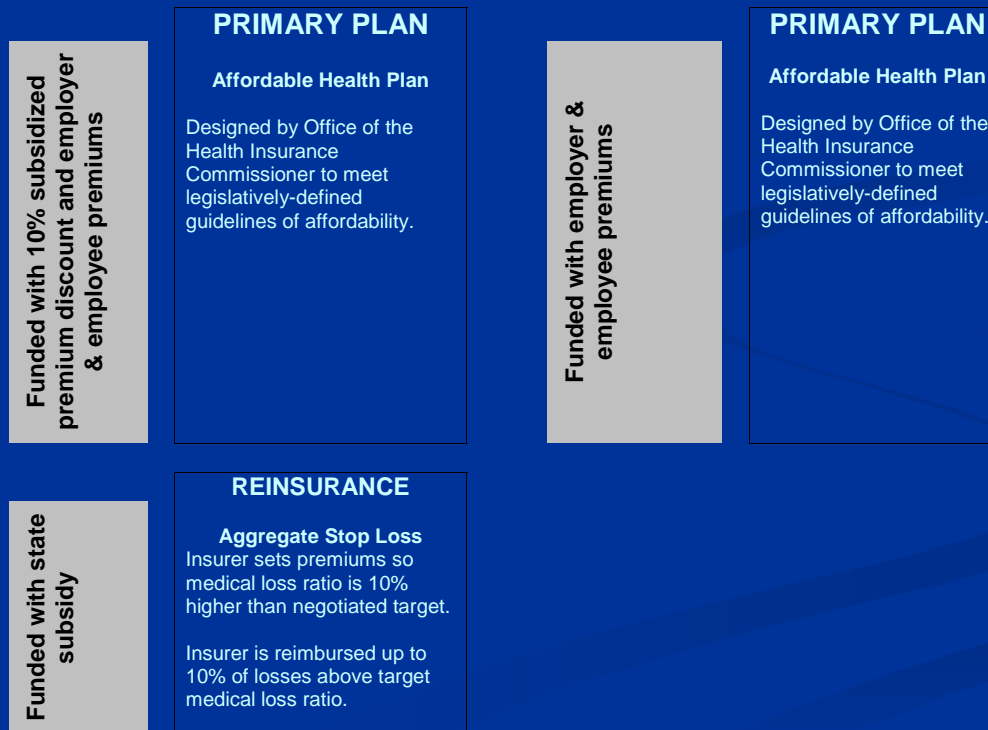 Funded with 10% subsidized
premium discount and employer
& employee premiums
PRIMARY PLAN
Affordable Health Plan
Designed by Office of the
Health Insurance
Commissioner to meet
legislatively-defined
guidelines of affordability.
Funded with employer &
employee premiums
PRIMARY PLAN
Affordable Health Plan
Designed by Office of the
Health Insurance
Commissioner to meet
legislatively-defined
guidelines of affordability.
Funded with state
subsidy
REINSURANCE
Aggregate Stop Loss
Insurer sets premiums so
medical loss ratio is 10%
higher than negotiated target.
Insurer is reimbursed up to
10% of losses above target
medical loss ratio.